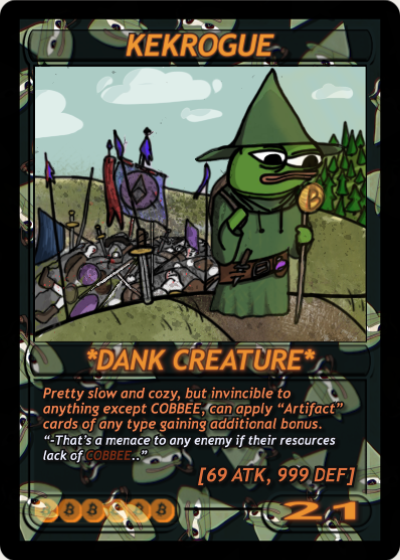 KEKROGUE
*DANK CREATURE*
Pretty slow and cozy, but invincible to
anything except COBBEE, can apply “Artifact”
cards of any type gaining additional bonus.
“-That’s a menace to any enemy if their resources
lack of COBBEE..”
[69 ATK, 999 DEF]
21